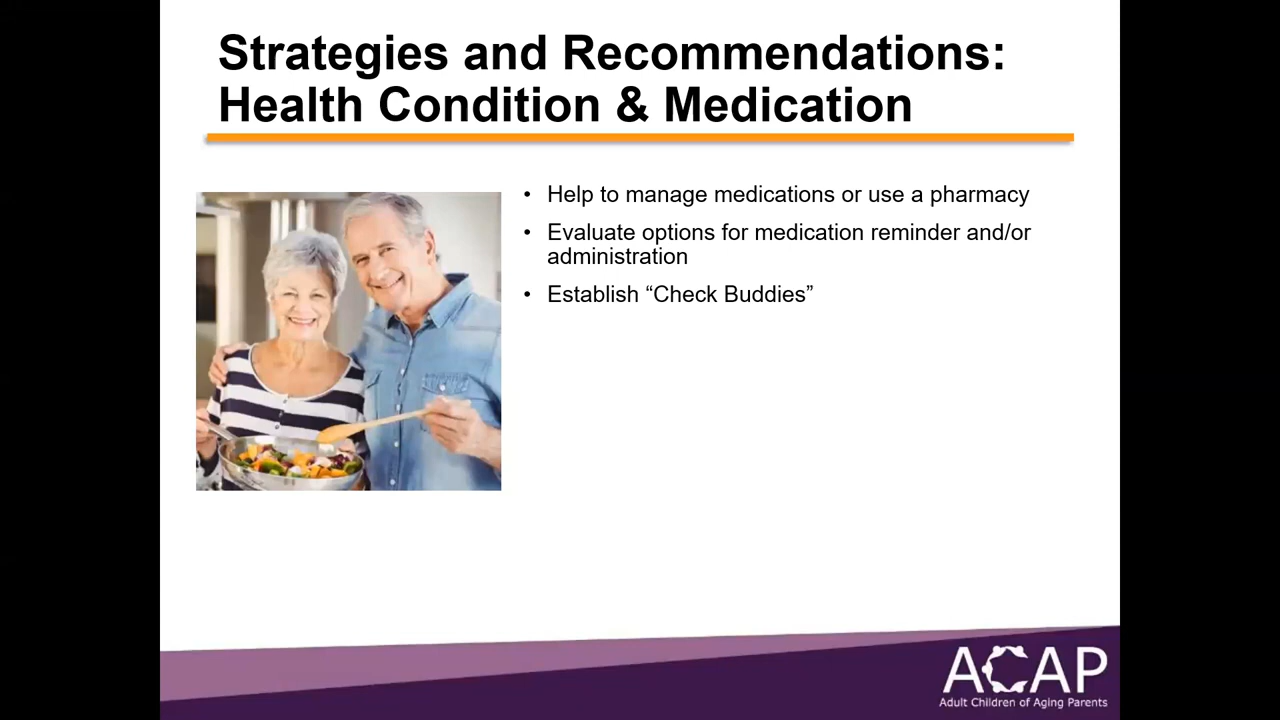 Strategies and Recommendations:
Health Condition & Medication
• Help to manage medications or use a pharmacy
• Evaluate options for medication reminder and/or
administration
• Establish “Check Buddies”
ACAP
Adult Children of Aging Parents